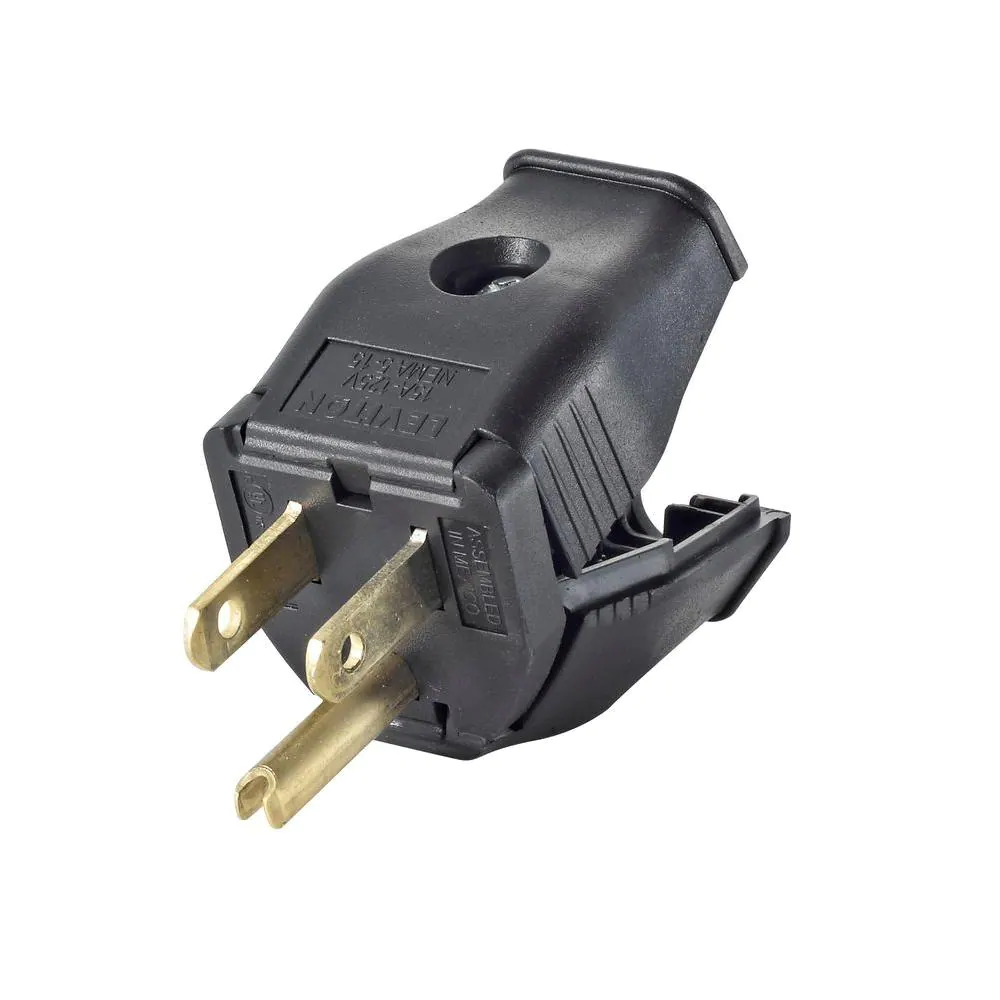 LEVITON
15A-125V
NEMA 5-15
ASSEMBLED
IN MEXICO